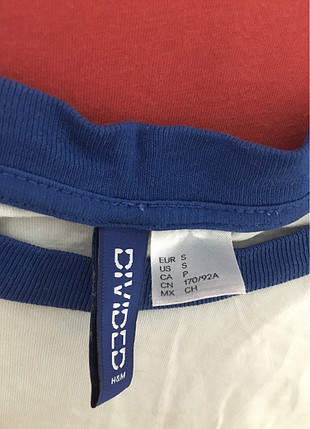 DIVIDED
H&M
EUR S
US S
CA P
CN 170/92A
MX CH